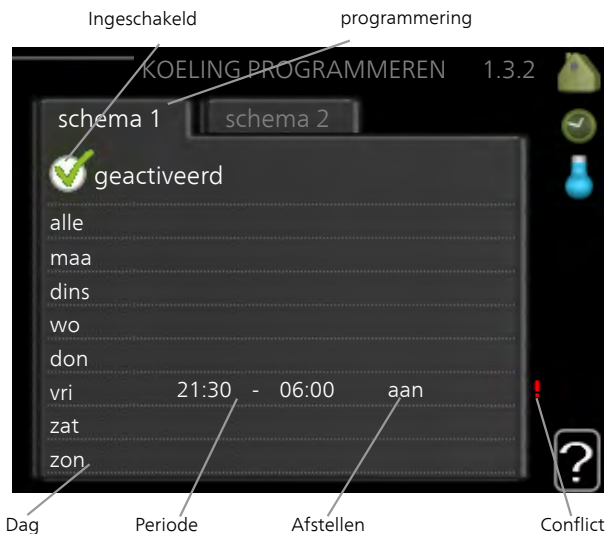 Ingeschakeld programmering
KOELING PROGRAMMEREN 1.3.2
schema 1 schema 2
geactiveerd
alle
maa
dins
wo
don
vri 21:30 - 06:00 aan !
zat
zon
?
Dag Periode Afstellen Conflict